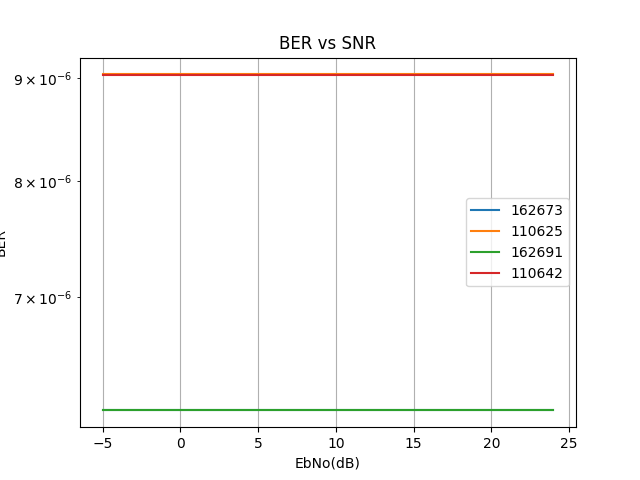 BER vs SNR
9 × 10⁻⁶
8 × 10⁻⁶
7 × 10⁻⁶
BER
162673
110625
162691
110642
−5
0
5
10
15
20
25
EbNo(dB)